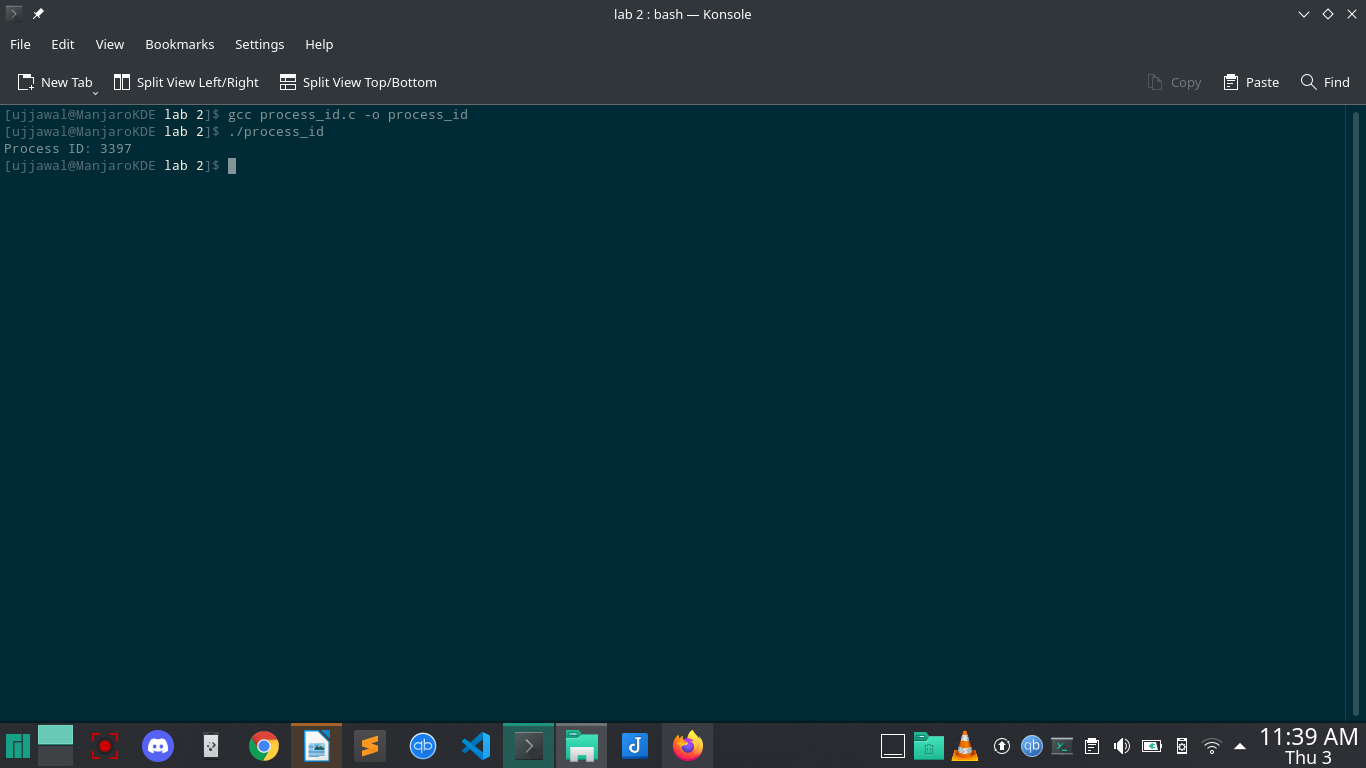 lab 2 : bash — Konsole
File Edit View Bookmarks Settings Help
New Tab Split View Left/Right Split View Top/Bottom Copy Paste Find
[ujjawal@ManjaroKDE lab 2]$ gcc process_id.c -o process_id
[ujjawal@ManjaroKDE lab 2]$ ./process_id
Process ID: 3397
[ujjawal@ManjaroKDE lab 2]$
11:39 AM
Thu 3